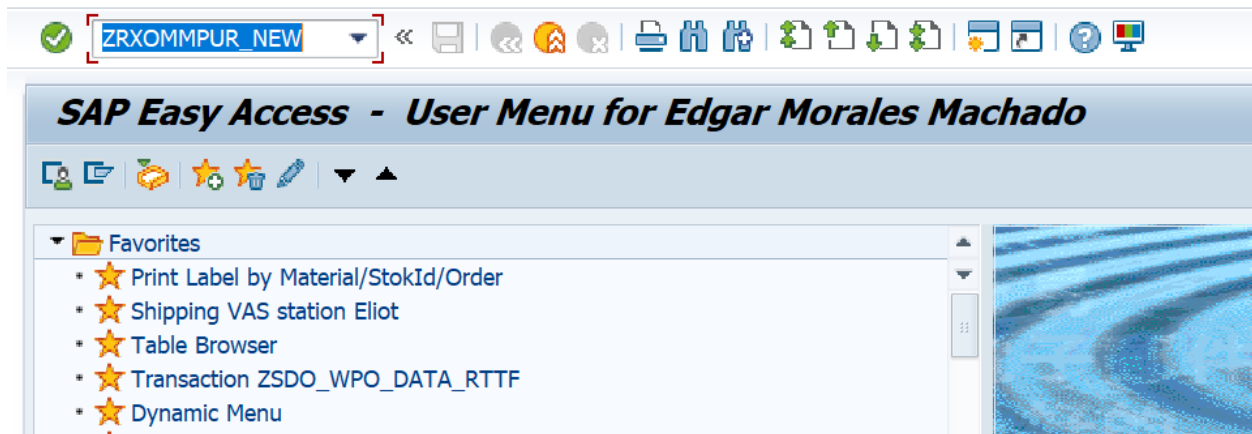 ZRXOMMPUR_NEW
SAP Easy Access - User Menu for Edgar Morales Machado
Favorites
Print Label by Material/StokId/Order
Shipping VAS station Eliot
Table Browser
Transaction ZSDO_WPO_DATA_RTTF
Dynamic Menu